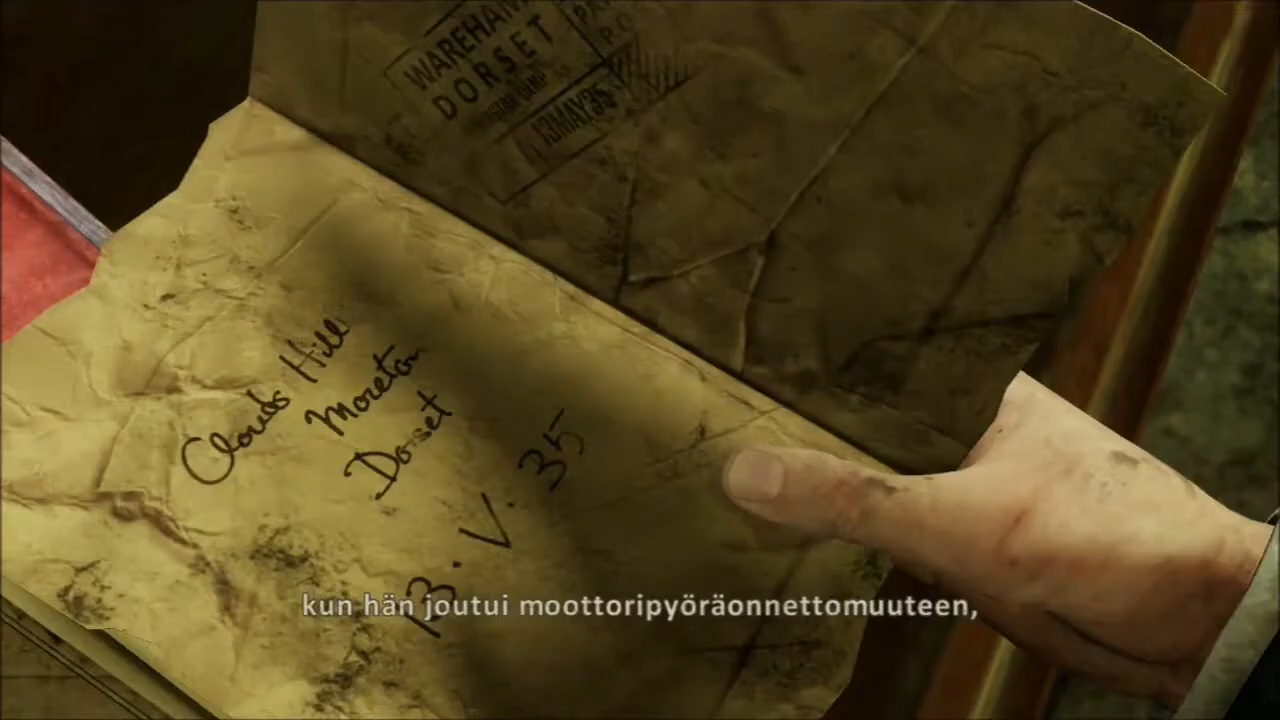 WAREHAM
DORSET
13MAY35
Clouds Hill
Moreton
Dorset
13. V. 35
kun hän joutui moottoripyöräonnettomuuteen,